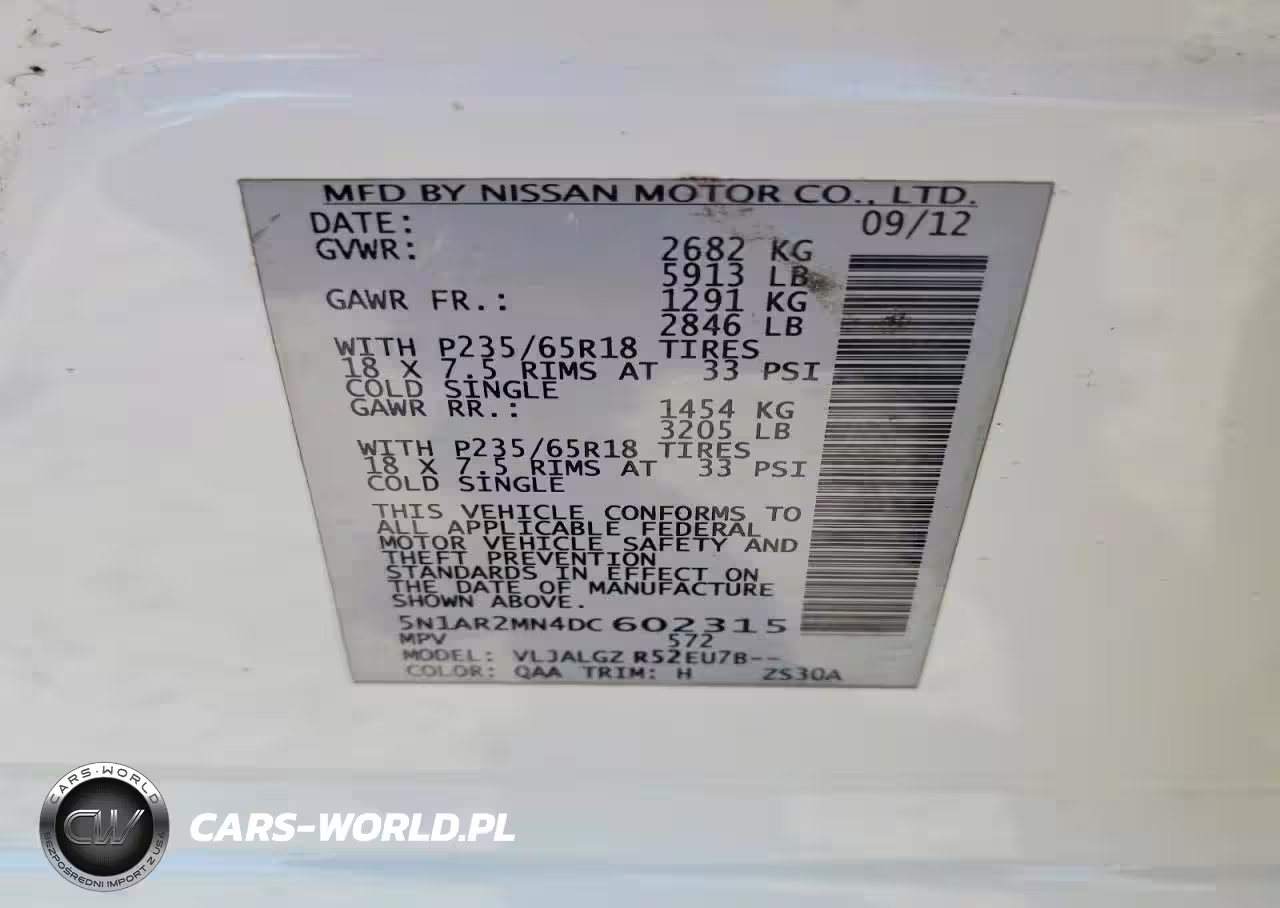 MFD BY NISSAN MOTOR CO., LTD.
DATE: 09/12
GVWR: 2682 KG
5913 LB
GAWR FR.: 1291 KG
2846 LB
WITH P235/65R18 TIRES
18 X 7.5 RIMS AT 33 PSI
COLD SINGLE
GAWR RR.: 1454 KG
3205 LB
WITH P235/65R18 TIRES
18 X 7.5 RIMS AT 33 PSI
COLD SINGLE
THIS VEHICLE CONFORMS TO
ALL APPLICABLE FEDERAL
MOTOR VEHICLE SAFETY AND
THEFT PREVENTION
STANDARDS IN EFFECT ON
THE DATE OF MANUFACTURE
SHOWN ABOVE.
5N1AR2MN4DC602315
MPV 572
MODEL: VLJALGZ R52EU7B--
COLOR: QAA TRIM: H ZS30A
CARS-WORLD
CW
BEZPOŚREDNI IMPORT Z USA
CARS-WORLD.PL